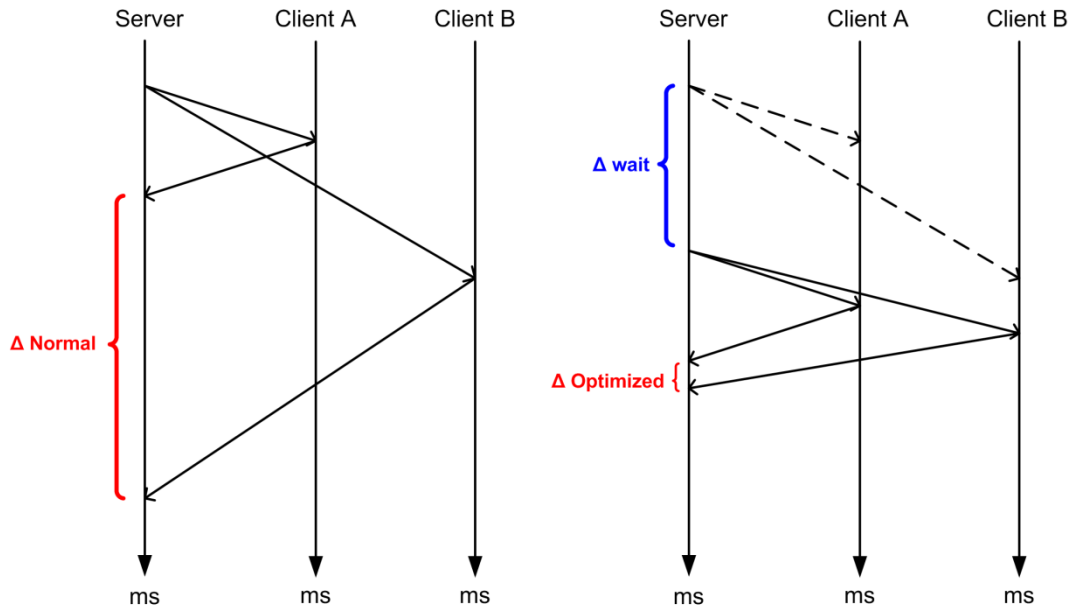 Server Client A Client B
Server Client A Client B
Δ wait
Δ Normal
Δ Optimized
ms ms ms
ms ms ms